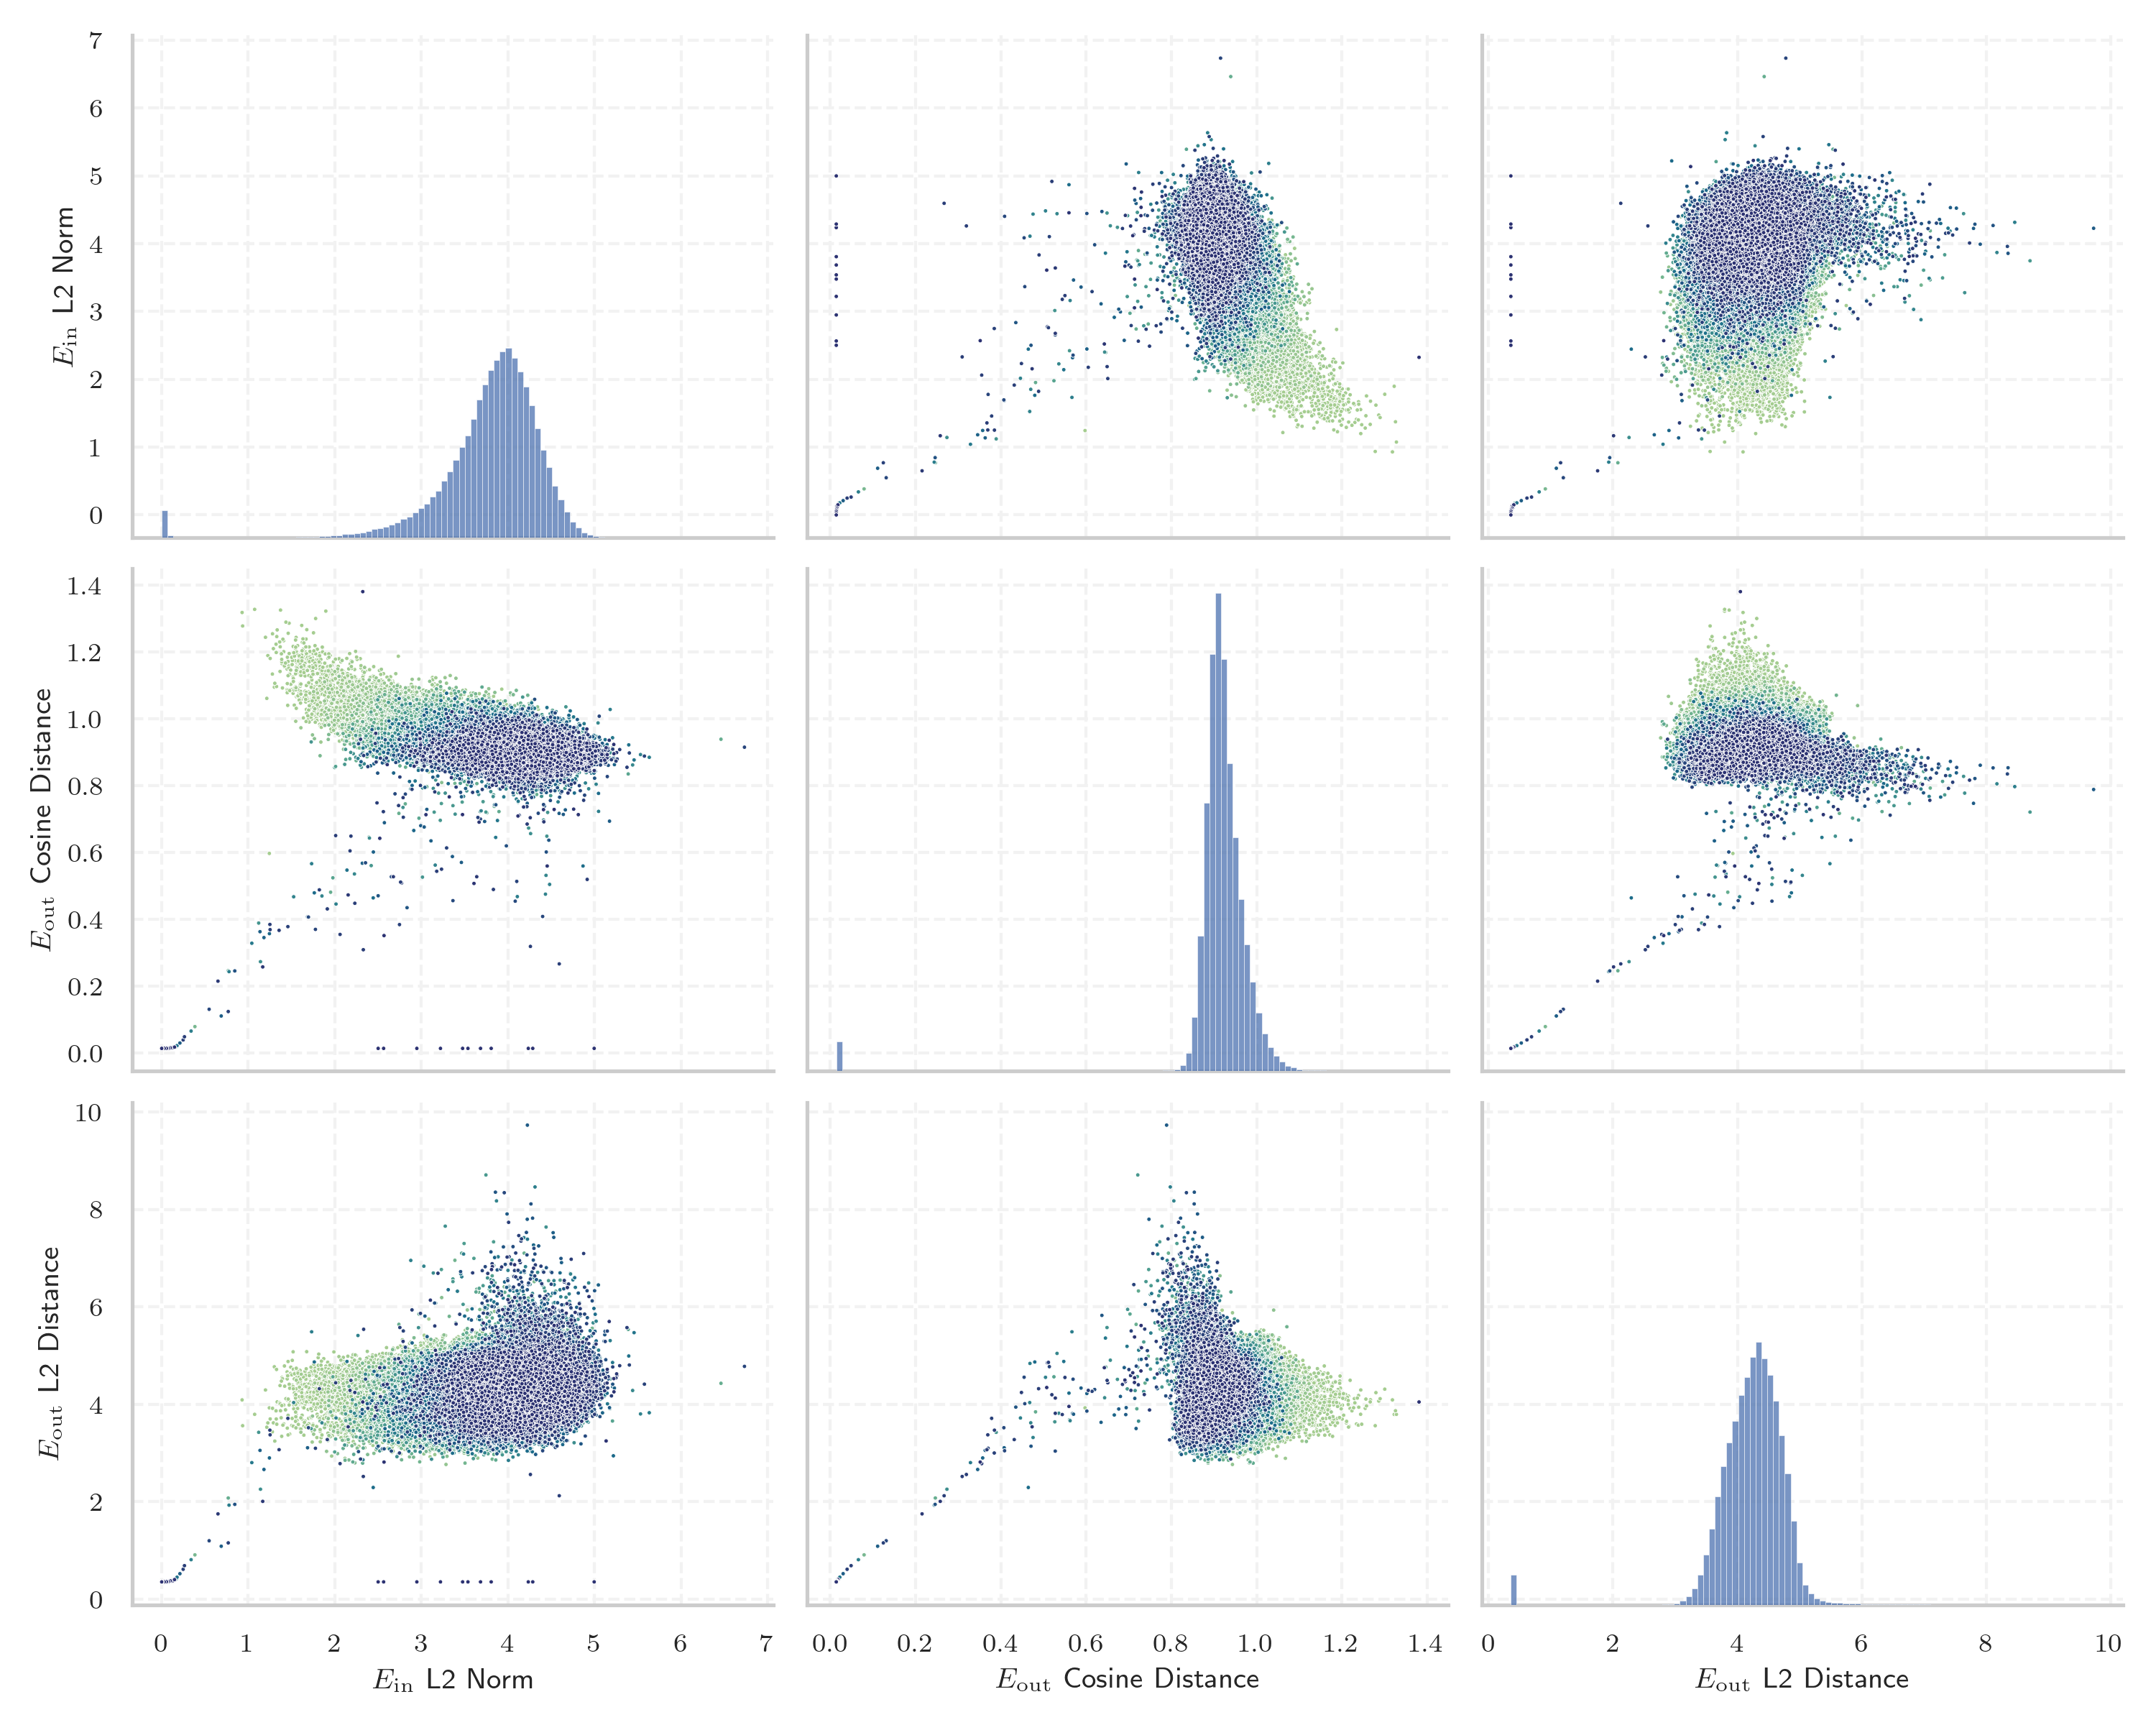 7
6
5
4
3
2
1
0
E_in L2 Norm
1.4
1.2
1.0
0.8
0.6
0.4
0.2
0.0
E_out Cosine Distance
10
8
6
4
2
0
E_out L2 Distance
0 1 2 3 4 5 6 7
E_in L2 Norm
0.0 0.2 0.4 0.6 0.8 1.0 1.2 1.4
E_out Cosine Distance
0 2 4 6 8 10
E_out L2 Distance